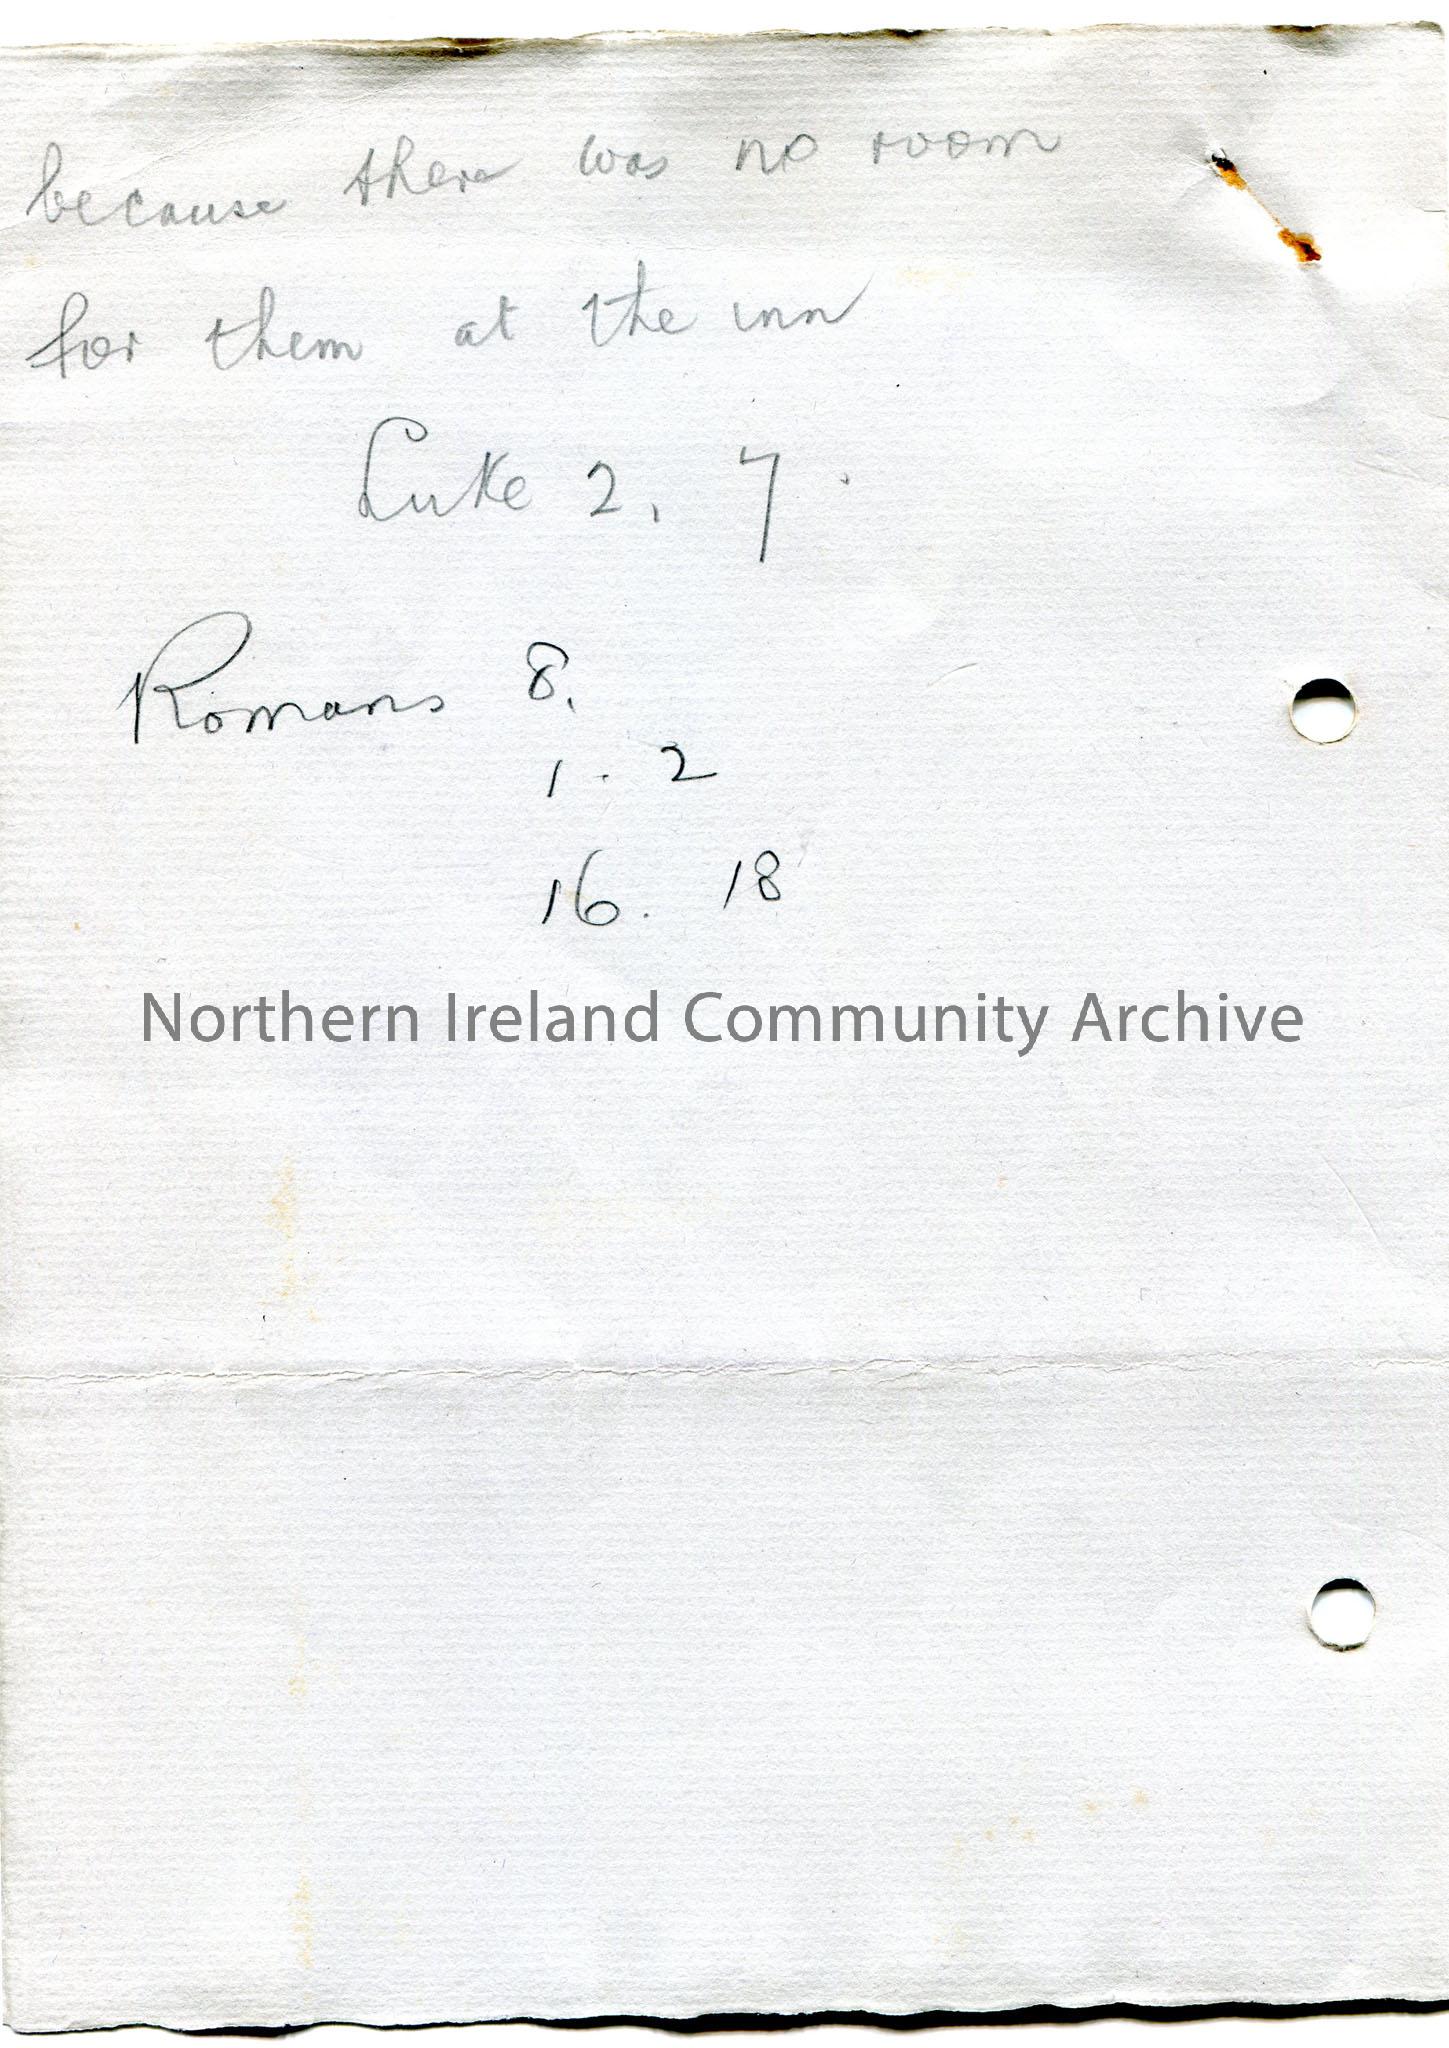 because there was no room
for them at the inn
Luke 2, 7.
Romans 8,
1. 2
16. 18
Northern Ireland Community Archive